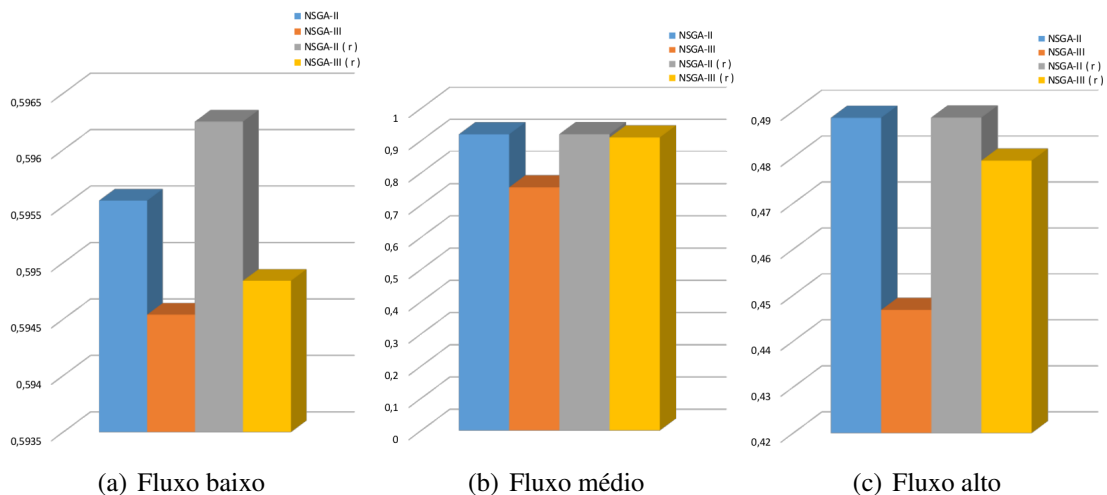 NSGA-II
NSGA-III
NSGA-II ( r )
NSGA-III ( r )
0,5965
0,596
0,5955
0,595
0,5945
0,594
0,5935
(a) Fluxo baixo
NSGA-II
NSGA-III
NSGA-II ( r )
NSGA-III ( r )
1
0,9
0,8
0,7
0,6
0,5
0,4
0,3
0,2
0,1
0
(b) Fluxo médio
NSGA-II
NSGA-III
NSGA-II ( r )
NSGA-III ( r )
0,49
0,48
0,47
0,46
0,45
0,44
0,43
0,42
(c) Fluxo alto